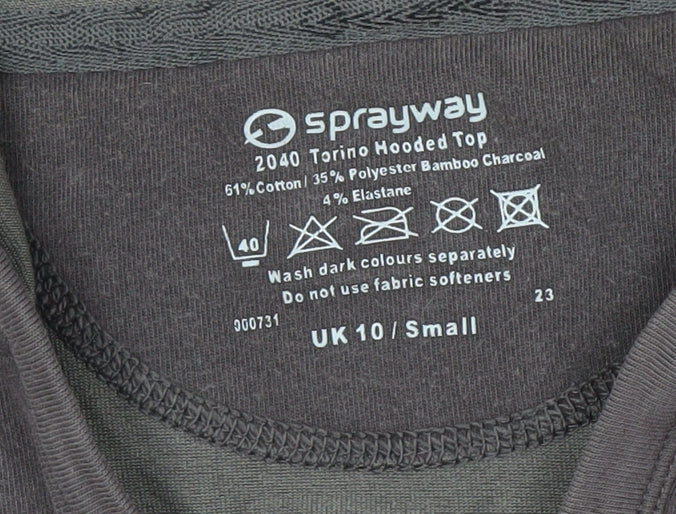 sprayway
2040 Torino Hooded Top
61% Cotton / 35% Polyester Bamboo Charcoal
4% Elastane
40
Wash dark colours separately
Do not use fabric softeners
000731
23
UK 10 / Small